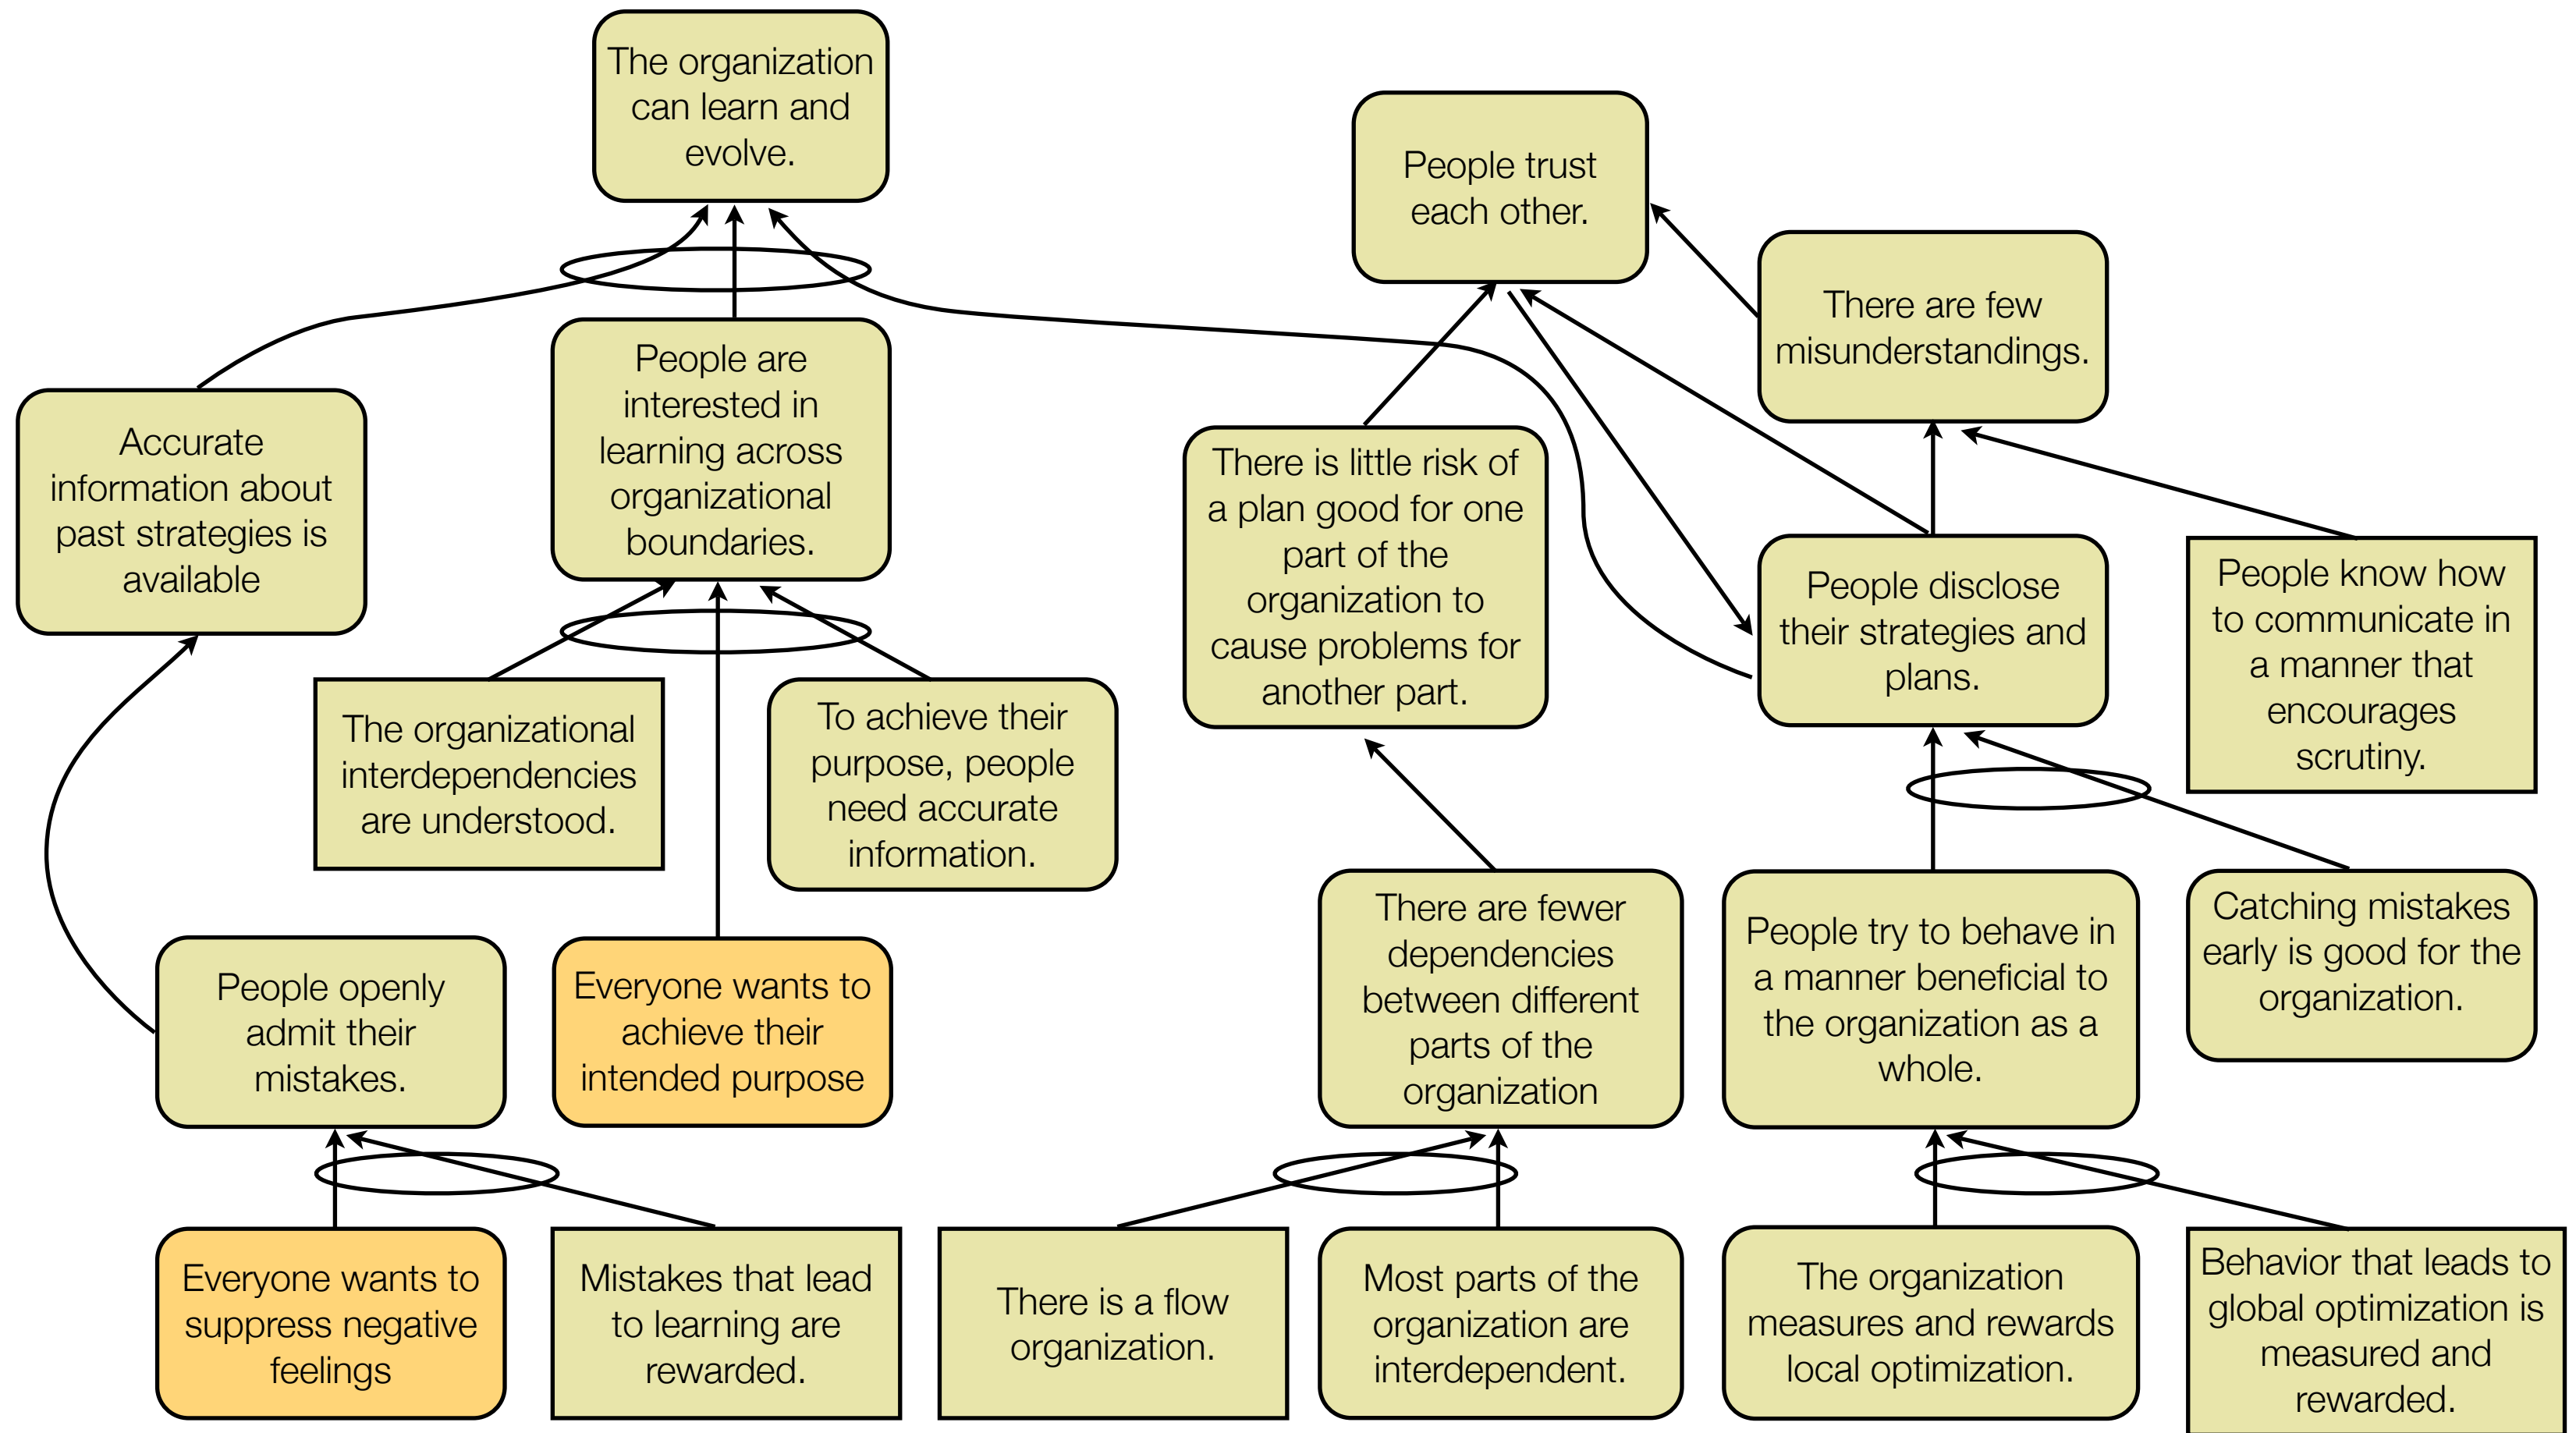 The organization
can learn and
evolve.
People trust
each other.
There are few
misunderstandings.
People are
interested in
learning across
organizational
boundaries.
Accurate
information about
past strategies is
available
There is little risk of
a plan good for one
part of the
organization to
cause problems for
another part.
People disclose
their strategies and
plans.
People know how
to communicate in
a manner that
encourages
scrutiny.
The organizational
interdependencies
are understood.
To achieve their
purpose, people
need accurate
information.
There are fewer
dependencies
between different
parts of the
organization
People try to behave in
a manner beneficial to
the organization as a
whole.
Catching mistakes
early is good for the
organization.
People openly
admit their
mistakes.
Everyone wants to
achieve their
intended purpose
Everyone wants to
suppress negative
feelings
Mistakes that lead
to learning are
rewarded.
There is a flow
organization.
Most parts of the
organization are
interdependent.
The organization
measures and rewards
local optimization.
Behavior that leads to
global optimization is
measured and
rewarded.